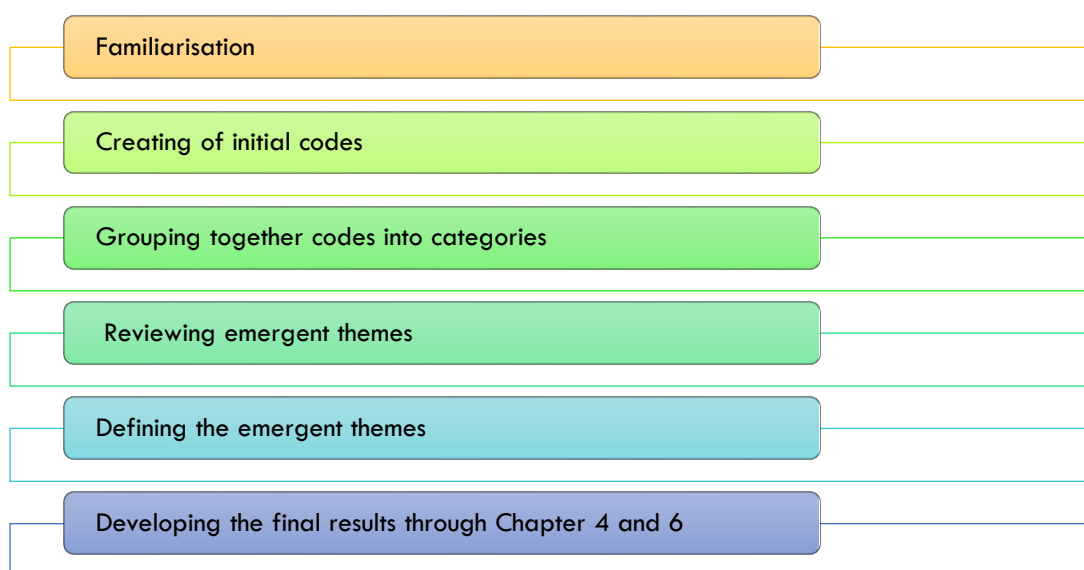 Familiarisation
Creating of initial codes
Grouping together codes into categories
Reviewing emergent themes
Defining the emergent themes
Developing the final results through Chapter 4 and 6